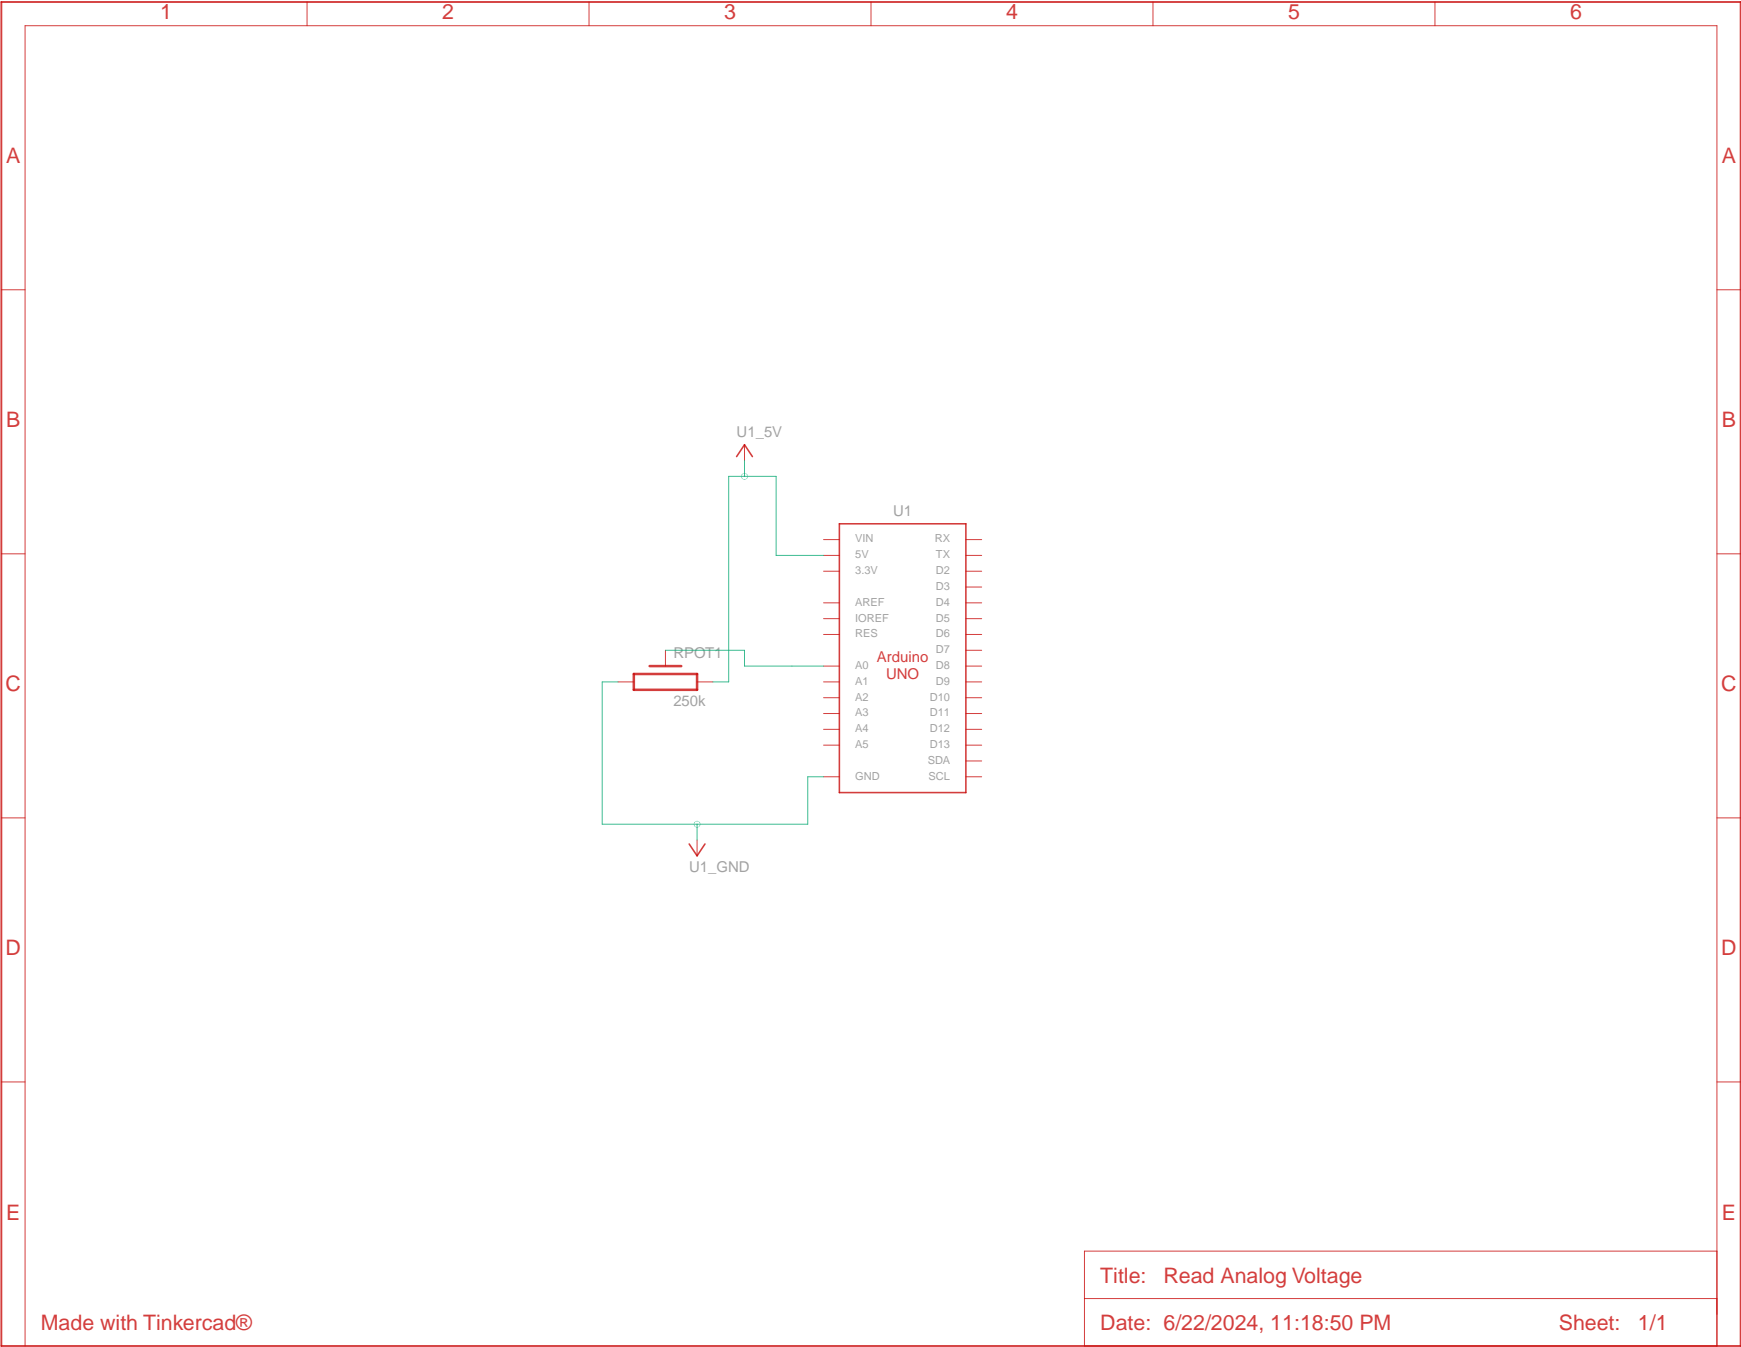 1 2 3 4 5 6
A A
B B
U1_5V
U1
VIN RX
5V TX
3.3V D2
D3
AREF D4
IOREF D5
RES D6
D7
RPOT1
Arduino
A0 D8
UNO
A1 D9
C C
250k
A2 D10
A3 D11
A4 D12
A5 D13
SDA
GND SCL
U1_GND
D D
E E
Title: Read Analog Voltage
Made with Tinkercad®
Date: 6/22/2024, 11:18:50 PM Sheet: 1/1